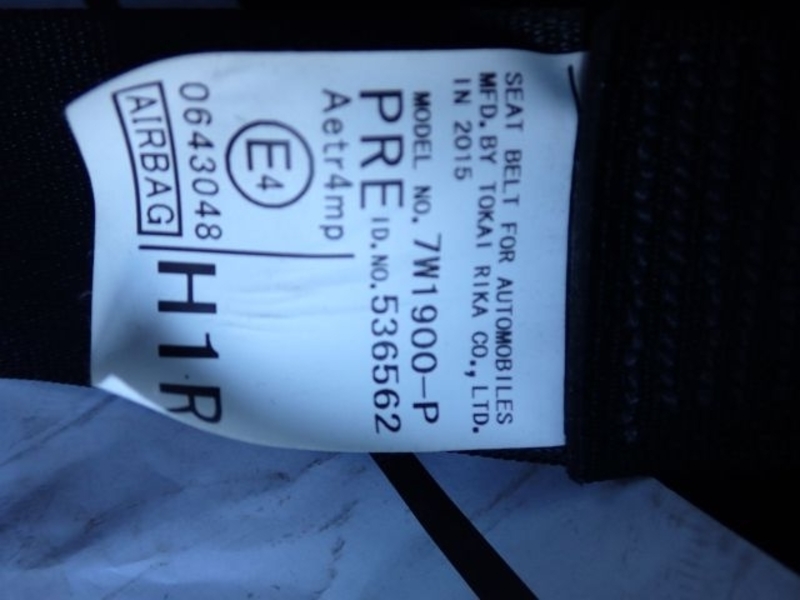 SEAT BELT FOR AUTOMOBILES
MFD. BY TOKAI RIKA CO., LTD.
IN 2015
MODEL NO. 7W1900-P
PRE ID.NO.536562
Aetr4mp
E4
0643048
AIRBAG
H1R